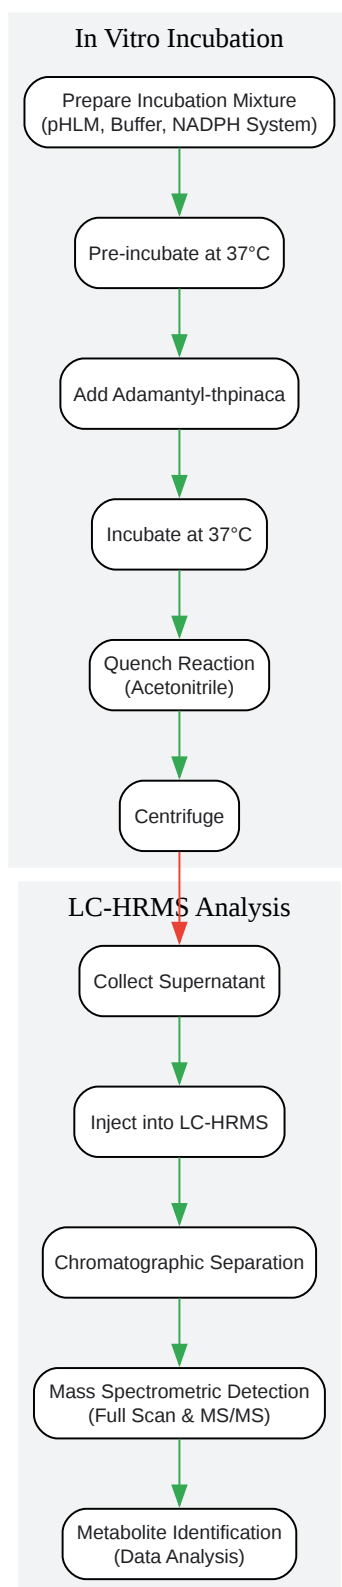 In Vitro Incubation
Prepare Incubation Mixture
(pHLM, Buffer, NADPH System)
Pre-incubate at 37°C
Add Adamantyl-thpinaca
Incubate at 37°C
Quench Reaction
(Acetonitrile)
Centrifuge
LC-HRMS Analysis
Collect Supernatant
Inject into LC-HRMS
Chromatographic Separation
Mass Spectrometric Detection
(Full Scan & MS/MS)
Metabolite Identification
(Data Analysis)